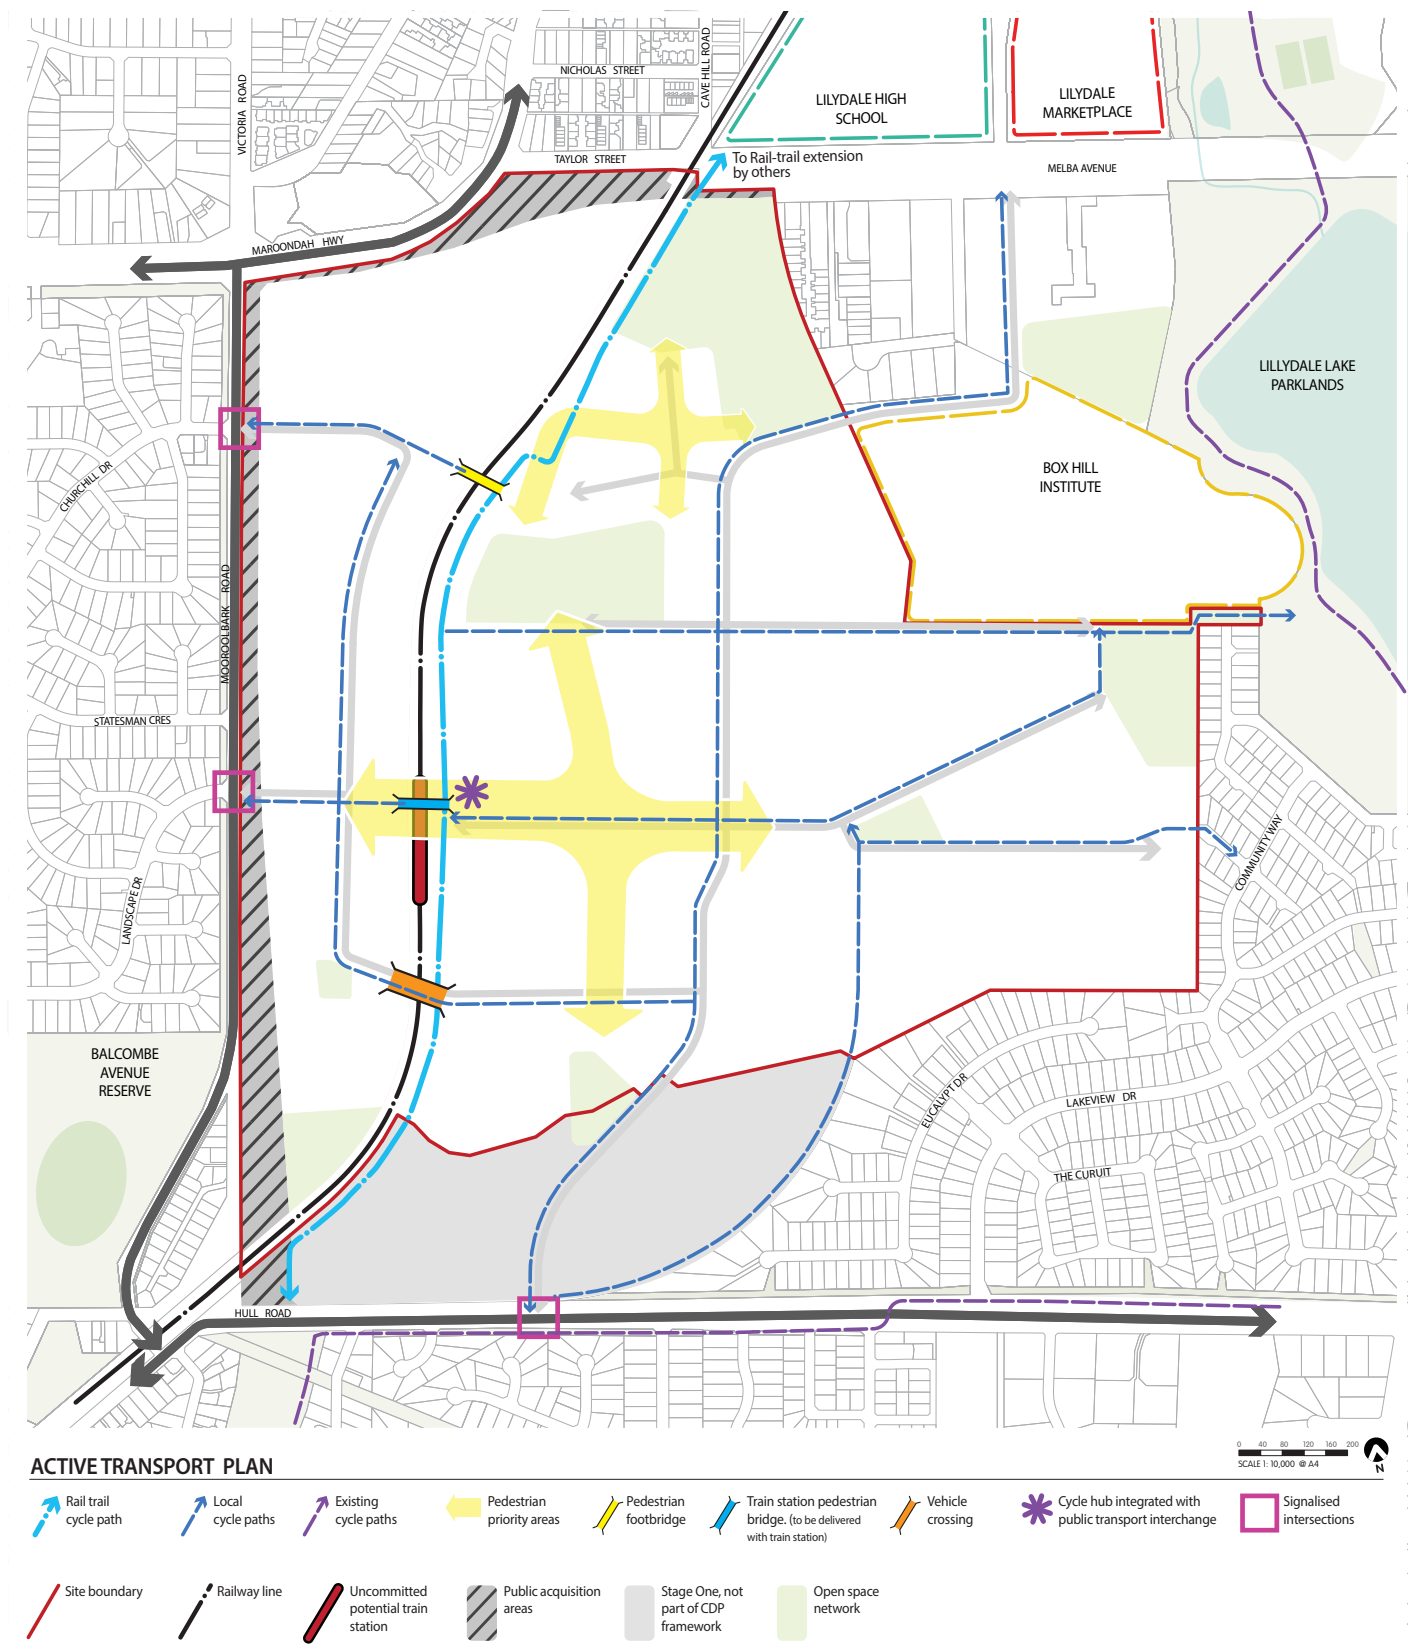 NICHOLAS STREET
CAVE HILL ROAD
VICTORIA ROAD
LILYDALE HIGH
SCHOOL
LILYDALE
MARKETPLACE
TAYLOR STREET
To Rail-trail extension
by others
MELBA AVENUE
MAROONDAH HWY
LILLYDALE LAKE
PARKLANDS
CHURCHILL DR
BOX HILL
INSTITUTE
MOOROOLBARK ROAD
STATESMAN CRES
COMMUNITY WAY
LANDSCAPE DR
BALCOMBE
AVENUE
RESERVE
EUCALYPT DR
LAKEVIEW DR
THE CURUIT
HULL ROAD
ACTIVE TRANSPORT PLAN
0 40 80 120 160 200
SCALE 1: 10,000 @ A4
N
Rail trail
cycle path
Local
cycle paths
Existing
cycle paths
Pedestrian
priority areas
Pedestrian
footbridge
Train station pedestrian
bridge. (to be delivered
with train station)
Vehicle
crossing
Cycle hub integrated with
public transport interchange
Signalised
intersections
Site boundary
Railway line
Uncommitted
potential train
station
Public acquisition
areas
Stage One, not
part of CDP
framework
Open space
network